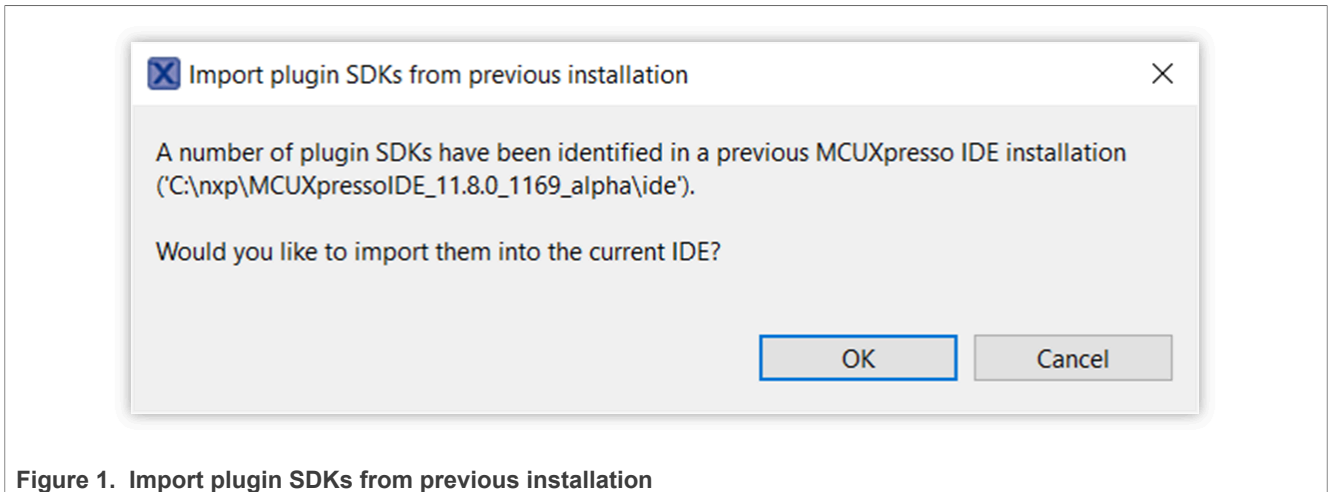 Import plugin SDKs from previous installation
A number of plugin SDKs have been identified in a previous MCUXpresso IDE installation
('C:\nxp\MCUXpressoIDE_11.8.0_1169_alpha\ide').
Would you like to import them into the current IDE?
OK
Cancel
Figure 1. Import plugin SDKs from previous installation